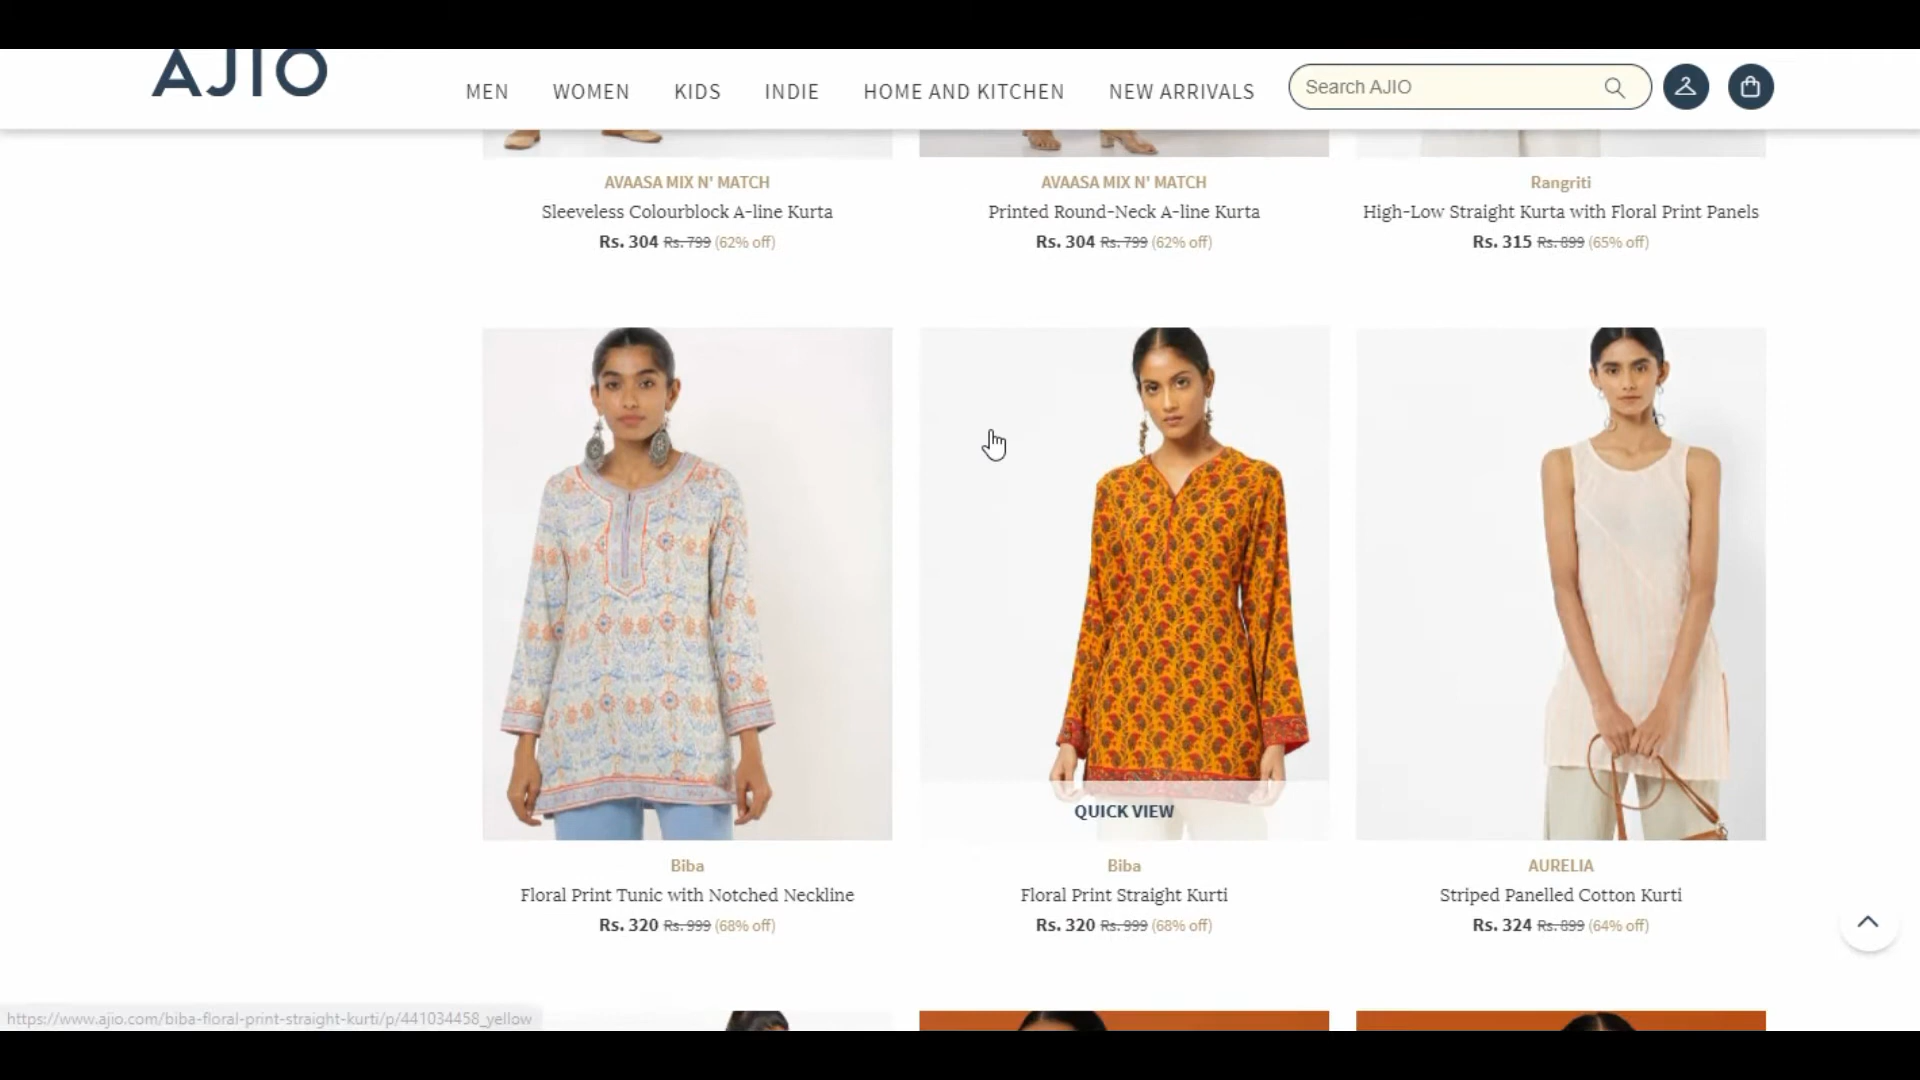 AJIO
MEN WOMEN KIDS INDIE HOME AND KITCHEN NEW ARRIVALS
Search AJIO
AVAASA MIX N' MATCH
Sleeveless Colourblock A-line Kurta
Rs. 304 Rs. 799 (62% off)
AVAASA MIX N' MATCH
Printed Round-Neck A-line Kurta
Rs. 304 Rs. 799 (62% off)
Rangriti
High-Low Straight Kurta with Floral Print Panels
Rs. 315 Rs. 899 (65% off)
Biba
Floral Print Tunic with Notched Neckline
Rs. 320 Rs. 999 (68% off)
QUICK VIEW
Biba
Floral Print Straight Kurti
Rs. 320 Rs. 999 (68% off)
AURELIA
Striped Panelled Cotton Kurti
Rs. 324 Rs. 899 (64% off)
https://www.ajio.com/biba-floral-print-straight-kurti/p/441034458_yellow